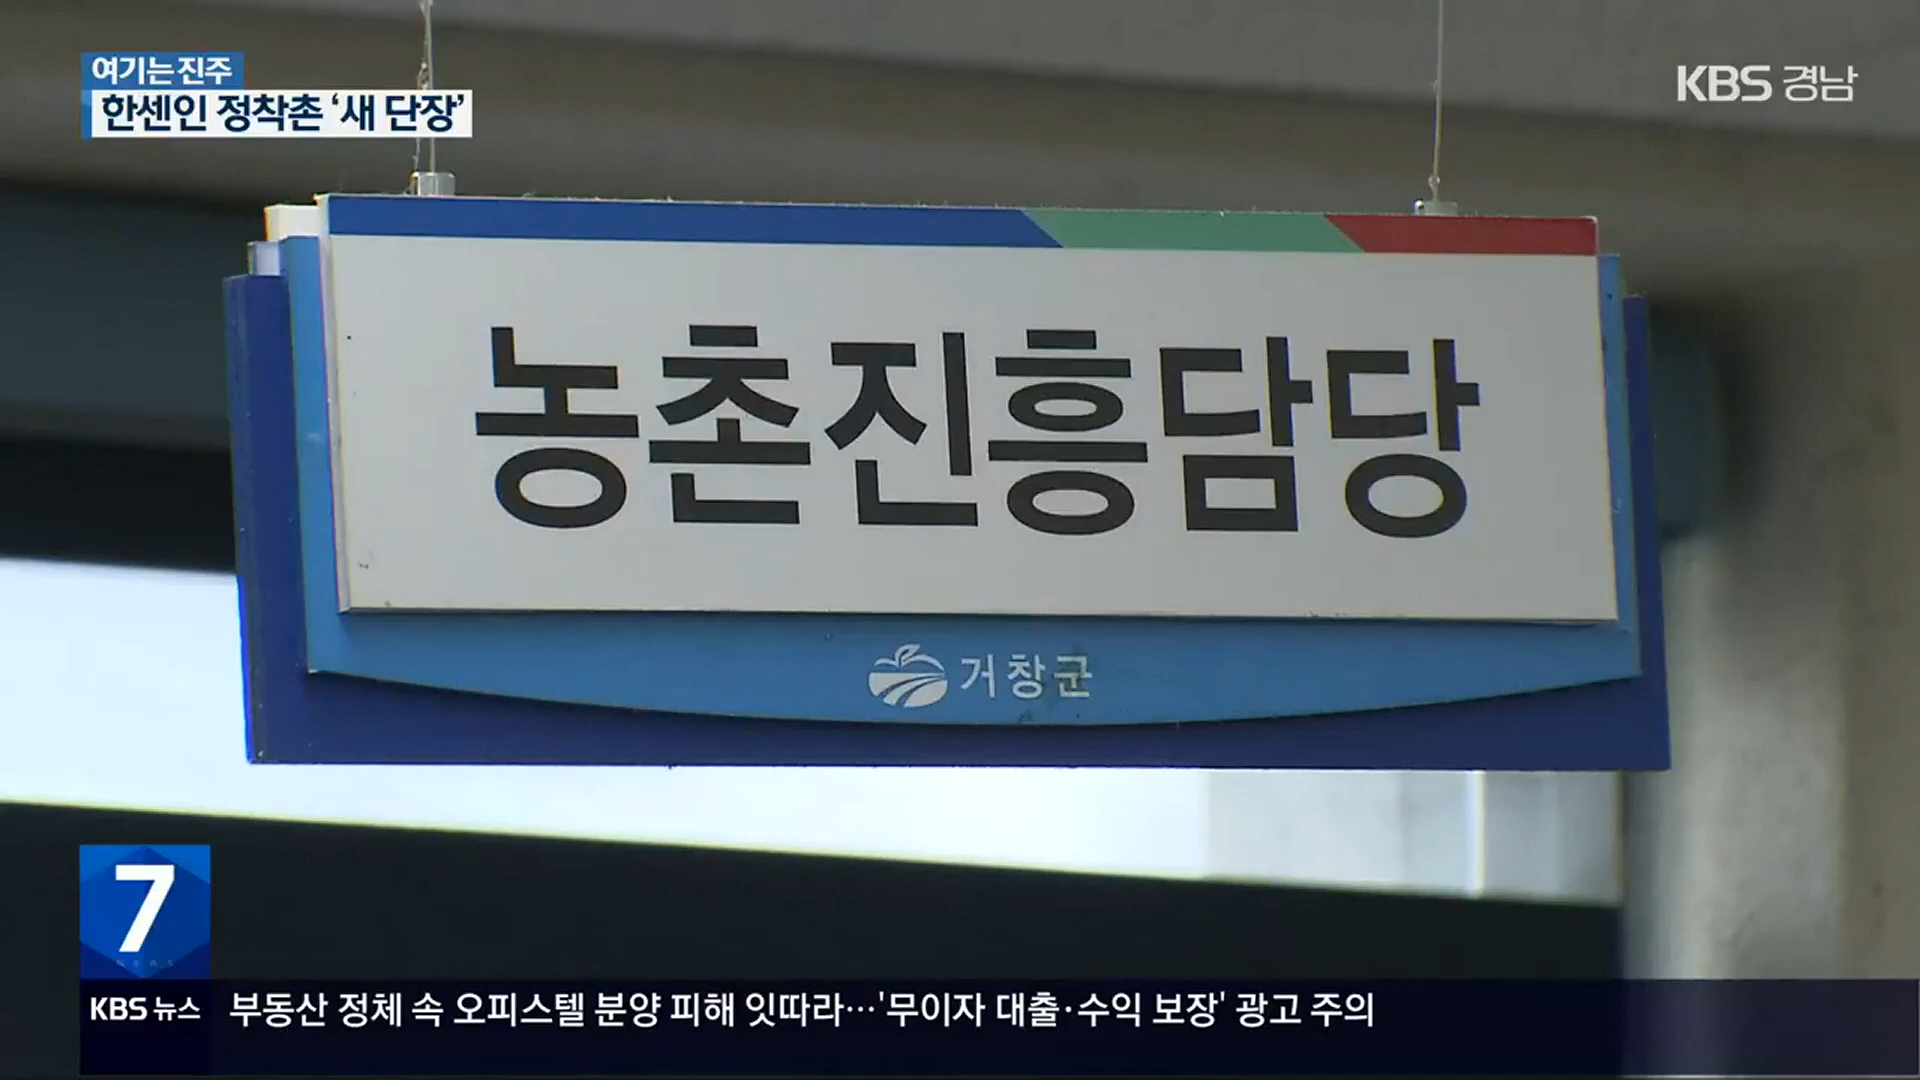 여기는 진주
한센인 정착촌 ‘새 단장’
KBS 경남
농촌진흥담당
거창군
7
NEWS
KBS 뉴스
부동산 정체 속 오피스텔 분양 피해 잇따라…'무이자 대출·수익 보장' 광고 주의